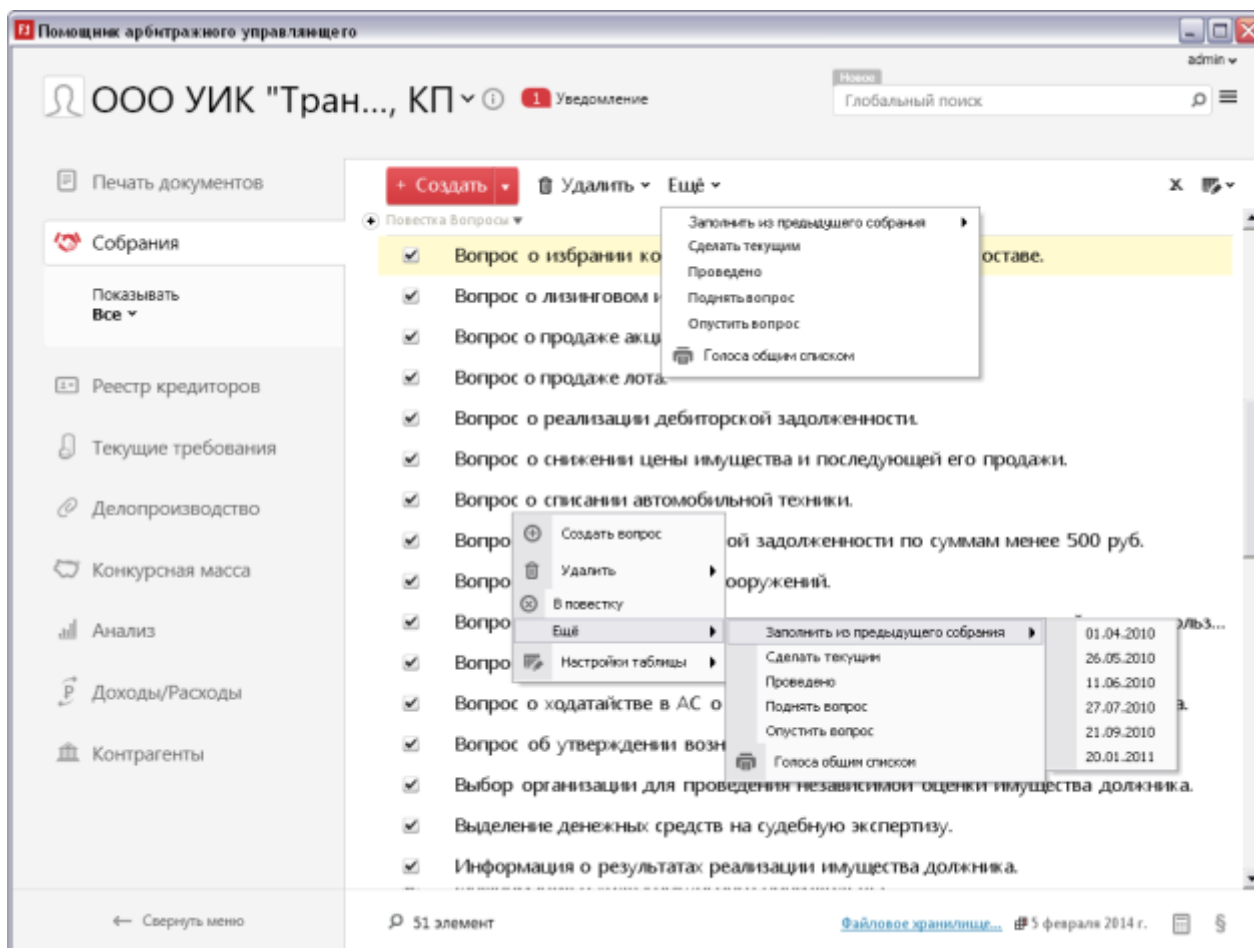 Помощник арбитражного управляющего
admin
ООО УИК "Тран..., КП
1 Уведомление
Новое
Глобальный поиск
Печать документов
Собрания
Показывать
Все
Реестр кредиторов
Текущие требования
Делопроизводство
Конкурсная масса
Анализ
Доходы/Расходы
Контрагенты
+ Создать
Удалить
Ещё
Повестка Вопросы
Заполнить из предыдущего собрания
Сделать текущим
Проведено
Поднять вопрос
Опустить вопрос
Голоса общим списком
Вопрос о избрании ко оставе.
Вопрос о лизинговом и
Вопрос о продаже акц
Вопрос о продаже лота.
Вопрос о реализации дебиторской задолженности.
Вопрос о снижении цены имущества и последующей его продажи.
Вопрос о списании автомобильной техники.
Вопро ой задолженности по суммам менее 500 руб.
Вопро ооружений.
Вопро ольз...
Вопро
Вопрос о ходатайстве в АС о а.
Вопрос об утверждении возн
Выбор организации для проведения независимой оценки имущества должника.
Выделение денежных средств на судебную экспертизу.
Информация о результатах реализации имущества должника.
Создать вопрос
Удалить
В повестку
Ещё
Настройки таблицы
Заполнить из предыдущего собрания
Сделать текущим
Проведено
Поднять вопрос
Опустить вопрос
Голоса общим списком
01.04.2010
26.05.2010
11.06.2010
27.07.2010
21.09.2010
20.01.2011
Свернуть меню
51 элемент
Файловое хранилище...
5 февраля 2014 г.
§